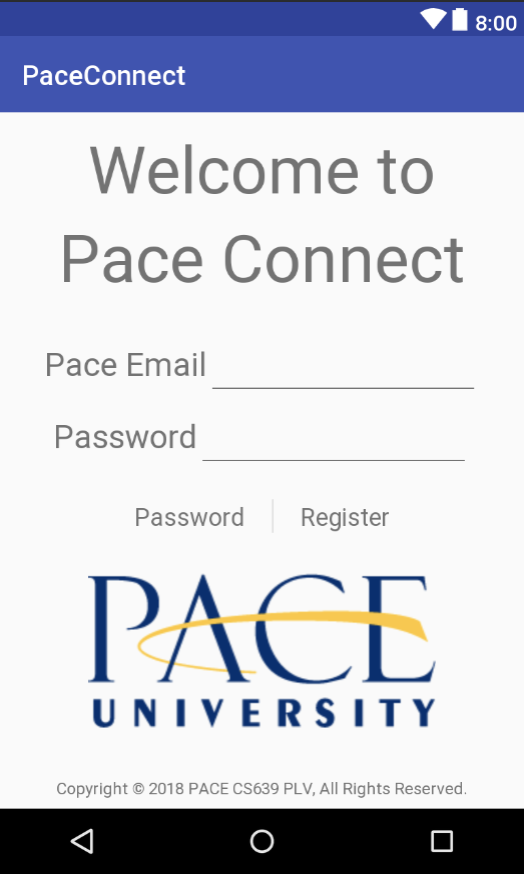 8:00
PaceConnect
Welcome to
Pace Connect
Pace Email
Password
Password Register
PACE
UNIVERSITY
Copyright © 2018 PACE CS639 PLV, All Rights Reserved.